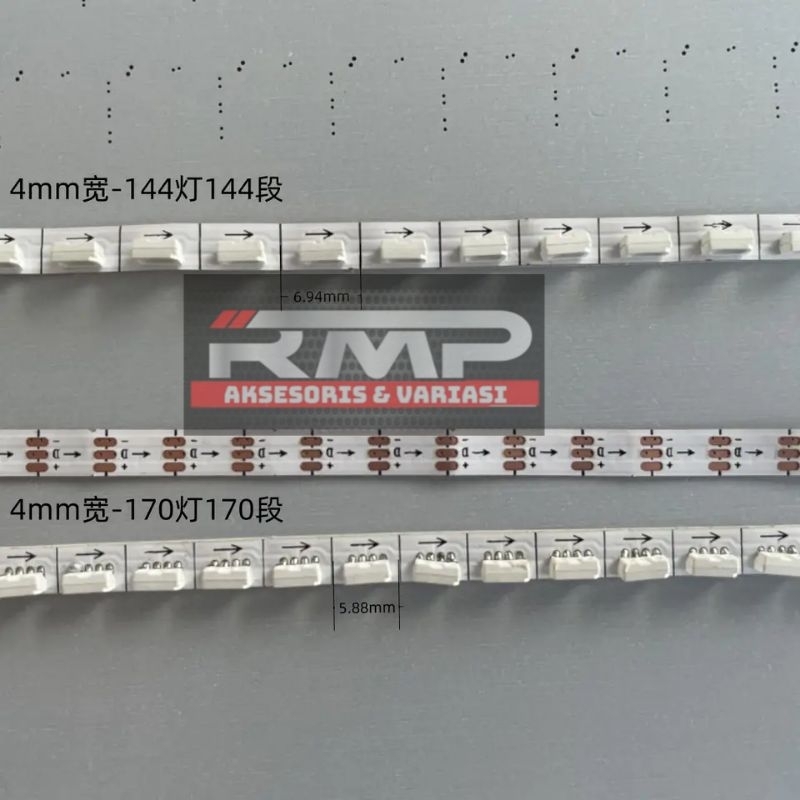 4mm宽-144灯144段
6.94mm
RMP
AKSESORIS & VARIASI
- D +
- D +
- D +
- D +
- D +
- D +
- D +
- D +
- D +
- D +
- D +
4mm宽-170灯170段
5.88mm